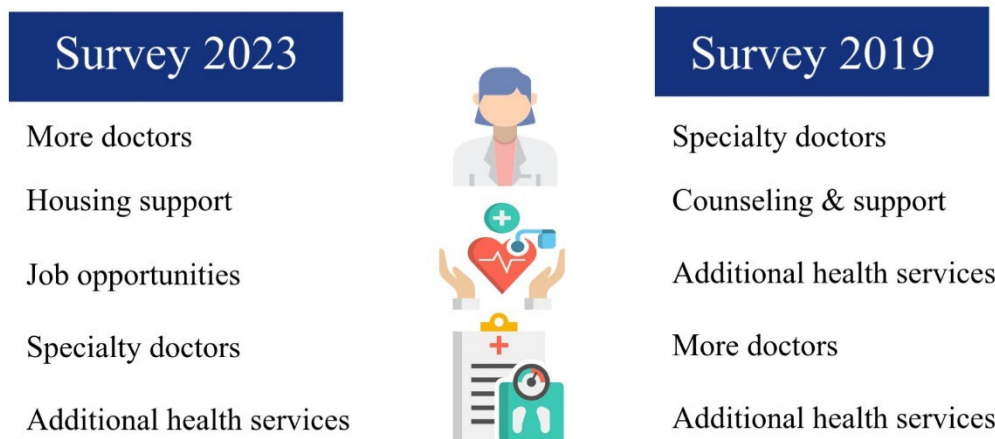 Survey 2023
More doctors
Housing support
Job opportunities
Specialty doctors
Additional health services
Survey 2019
Specialty doctors
Counseling & support
Additional health services
More doctors
Additional health services